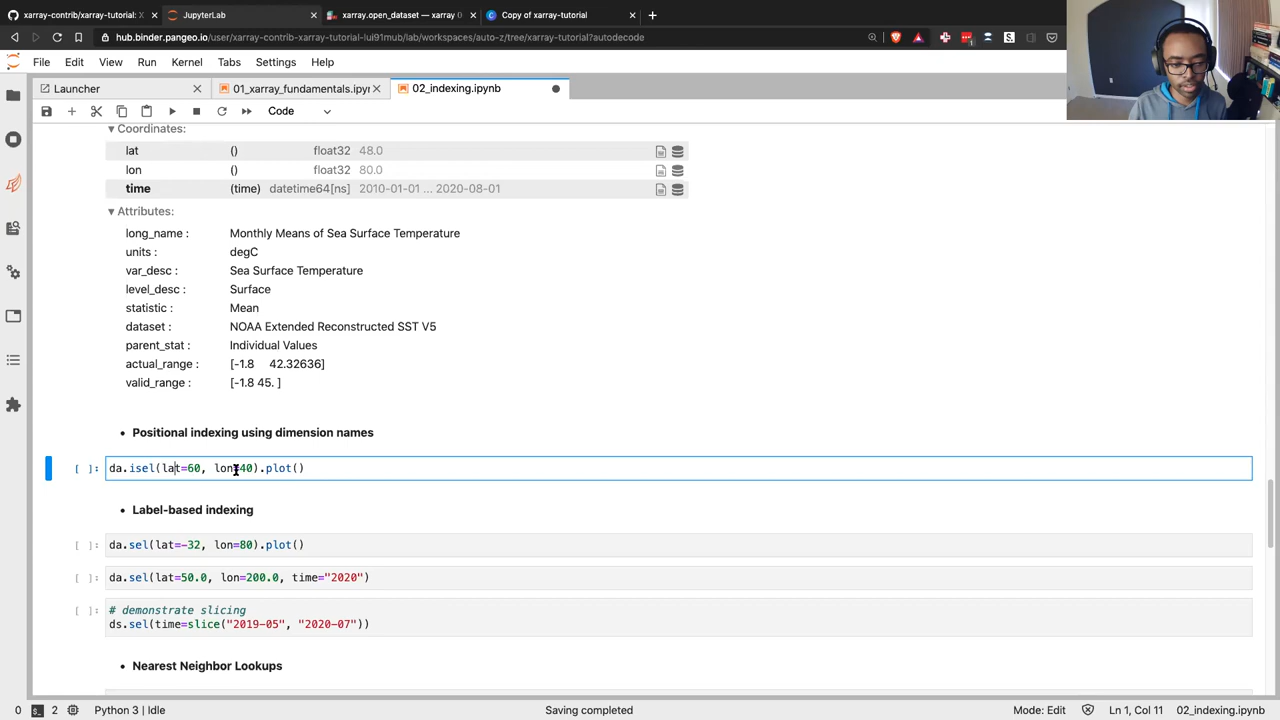 xarray-contrib/xarray-tutorial: X
JupyterLab
xarray.open_dataset — xarray
Copy of xarray-tutorial
hub.binder.pangeo.io/user/xarray-contrib-xarray-tutorial-lui91mub/lab/workspaces/auto-z/tree/xarray-tutorial?autodecode
File Edit View Run Kernel Tabs Settings Help
Launcher
01_xarray_fundamentals.ipyn
02_indexing.ipynb
Code
Coordinates:
lat () float32 48.0
lon () float32 80.0
time (time) datetime64[ns] 2010-01-01 ... 2020-08-01
Attributes:
long_name : Monthly Means of Sea Surface Temperature
units : degC
var_desc : Sea Surface Temperature
level_desc : Surface
statistic : Mean
dataset : NOAA Extended Reconstructed SST V5
parent_stat : Individual Values
actual_range : [-1.8 42.32636]
valid_range : [-1.8 45. ]
• Positional indexing using dimension names
[ ]: da.isel(lat=60, lon=40).plot()
• Label-based indexing
[ ]: da.sel(lat=-32, lon=80).plot()
[ ]: da.sel(lat=50.0, lon=200.0, time="2020")
[ ]: # demonstrate slicing
ds.sel(time=slice("2019-05", "2020-07"))
• Nearest Neighbor Lookups
0 2 Python 3 | Idle Saving completed Mode: Edit Ln 1, Col 11 02_indexing.ipynb